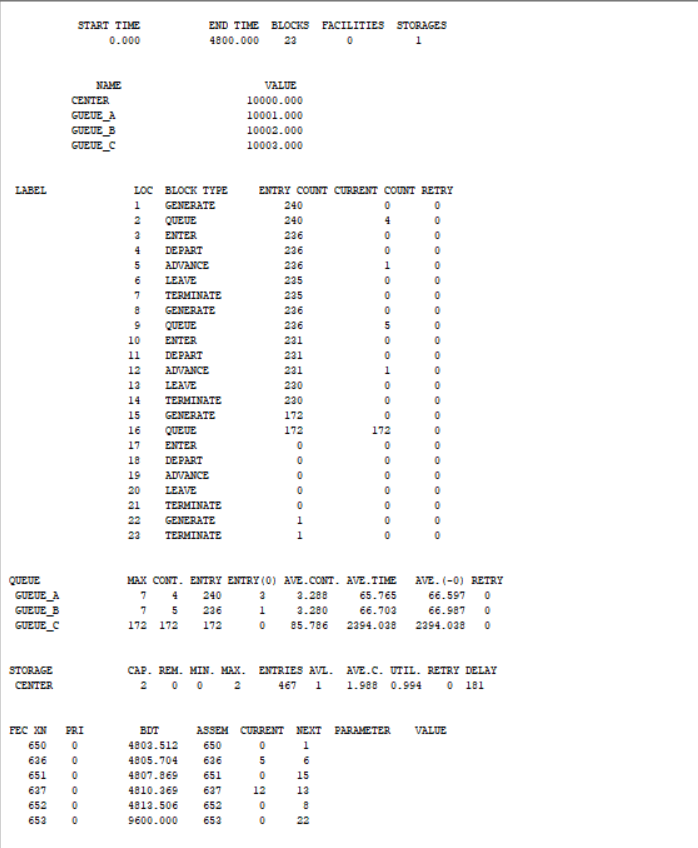 START TIME END TIME BLOCKS FACILITIES STORAGES
0.000 4800.000 23 0 1
NAME VALUE
CENTER 10000.000
GUEUE_A 10001.000
GUEUE_B 10002.000
GUEUE_C 10003.000
LABEL LOC BLOCK TYPE ENTRY COUNT CURRENT COUNT RETRY
1 GENERATE 240 0 0
2 QUEUE 240 4 0
3 ENTER 236 0 0
4 DEPART 236 0 0
5 ADVANCE 236 1 0
6 LEAVE 235 0 0
7 TERMINATE 235 0 0
8 GENERATE 236 0 0
9 QUEUE 236 5 0
10 ENTER 231 0 0
11 DEPART 231 0 0
12 ADVANCE 231 1 0
13 LEAVE 230 0 0
14 TERMINATE 230 0 0
15 GENERATE 172 0 0
16 QUEUE 172 172 0
17 ENTER 0 0 0
18 DEPART 0 0 0
19 ADVANCE 0 0 0
20 LEAVE 0 0 0
21 TERMINATE 0 0 0
22 GENERATE 1 0 0
23 TERMINATE 1 0 0
QUEUE MAX CONT. ENTRY ENTRY(0) AVE.CONT. AVE.TIME AVE.(-0) RETRY
GUEUE_A 7 4 240 3 3.288 65.765 66.597 0
GUEUE_B 7 5 236 1 3.280 66.703 66.987 0
GUEUE_C 172 172 172 0 85.786 2394.038 2394.038 0
STORAGE CAP. REM. MIN. MAX. ENTRIES AVL. AVE.C. UTIL. RETRY DELAY
CENTER 2 0 0 2 467 1 1.988 0.994 0 181
FEC XN PRI BDT ASSEM CURRENT NEXT PARAMETER VALUE
650 0 4803.512 650 0 1
636 0 4805.704 636 5 6
651 0 4807.869 651 0 15
637 0 4810.369 637 12 13
652 0 4813.506 652 0 8
653 0 9600.000 653 0 22